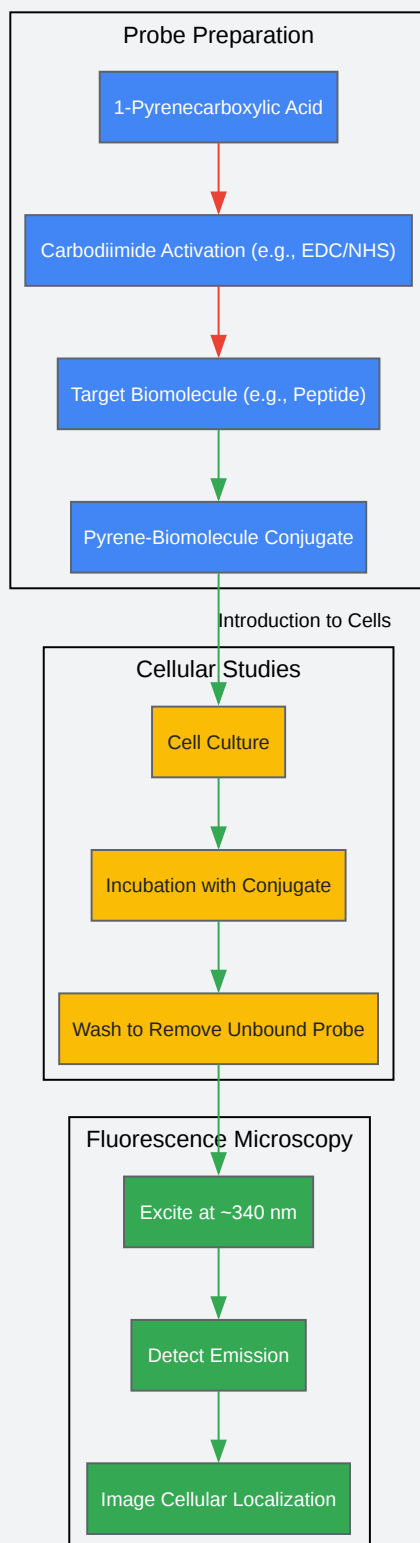 Probe Preparation
1-Pyrenecarboxylic Acid
Carbodiimide Activation (e.g., EDC/NHS)
Target Biomolecule (e.g., Peptide)
Pyrene-Biomolecule Conjugate
Introduction to Cells
Cellular Studies
Cell Culture
Incubation with Conjugate
Wash to Remove Unbound Probe
Fluorescence Microscopy
Excite at ~340 nm
Detect Emission
Image Cellular Localization